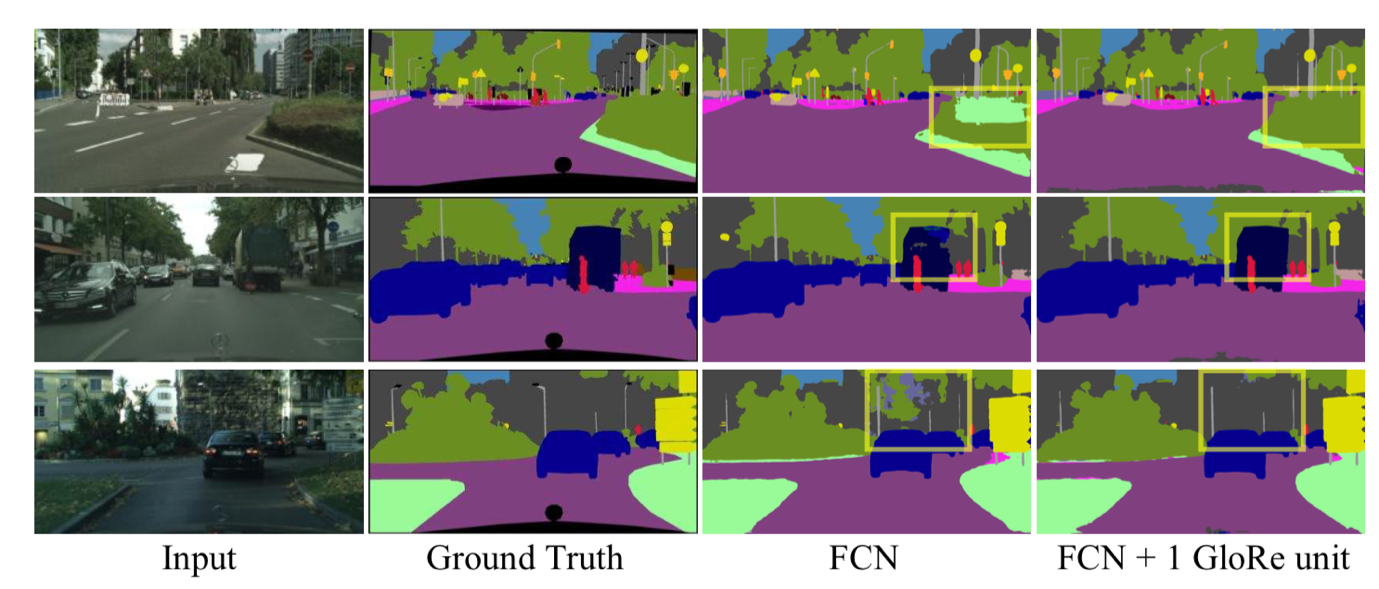 Input
Ground Truth
FCN
FCN + 1 GloRe unit